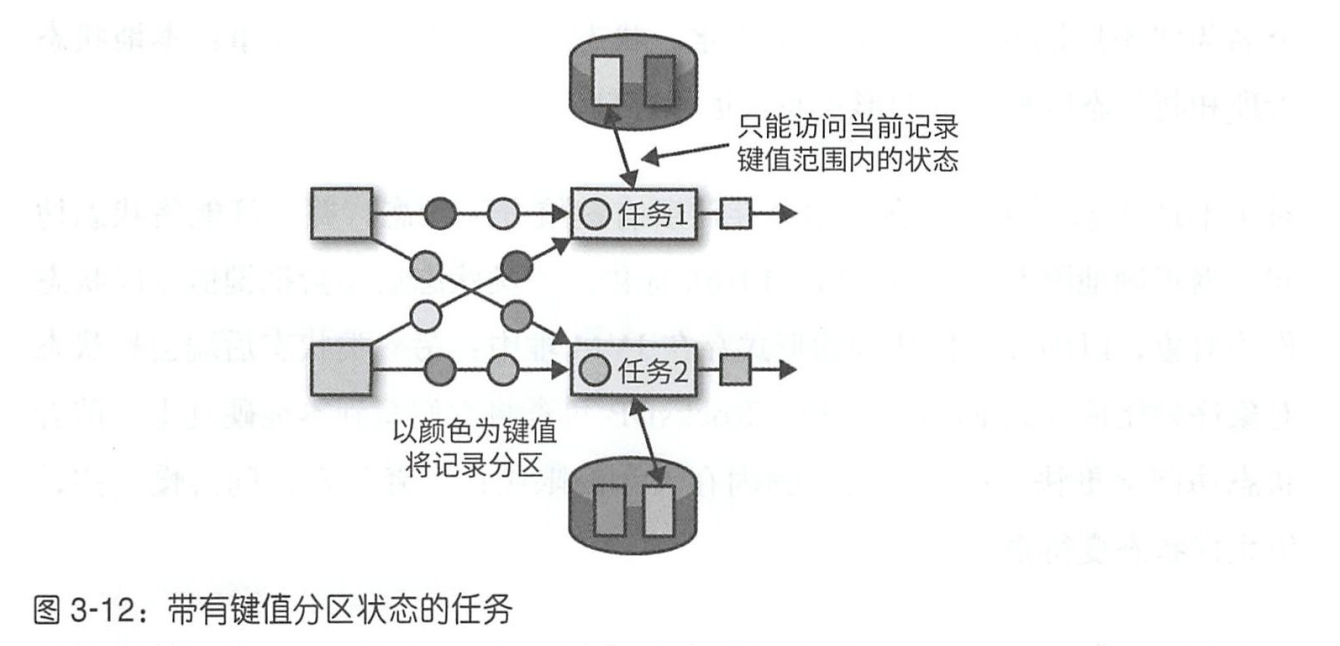 只能访问当前记录
键值范围内的状态
任务1
任务2
以颜色为键值
将记录分区
图 3-12：带有键值分区状态的任务